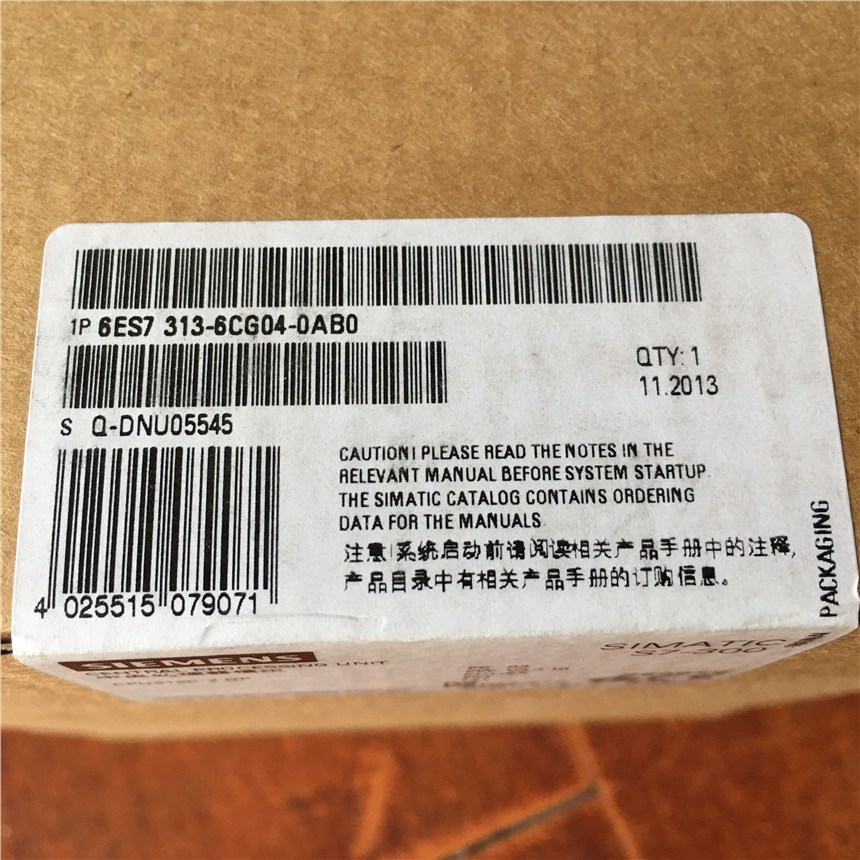 1P 6ES7 313-6CG04-0AB0
QTY: 1
11.2013
S Q-DNU05545
CAUTION! PLEASE READ THE NOTES IN THE
RELEVANT MANUAL BEFORE SYSTEM STARTUP.
THE SIMATIC CATALOG CONTAINS ORDERING
DATA FOR THE MANUALS
注意!系统启动前请阅读相关产品手册中的注释,
产品目录中有相关产品手册的订购信息。
PACKAGING
4 025515 079071
SIEMENS
CENTRAL PROCESSING UNIT
SIMATIC
S7-300